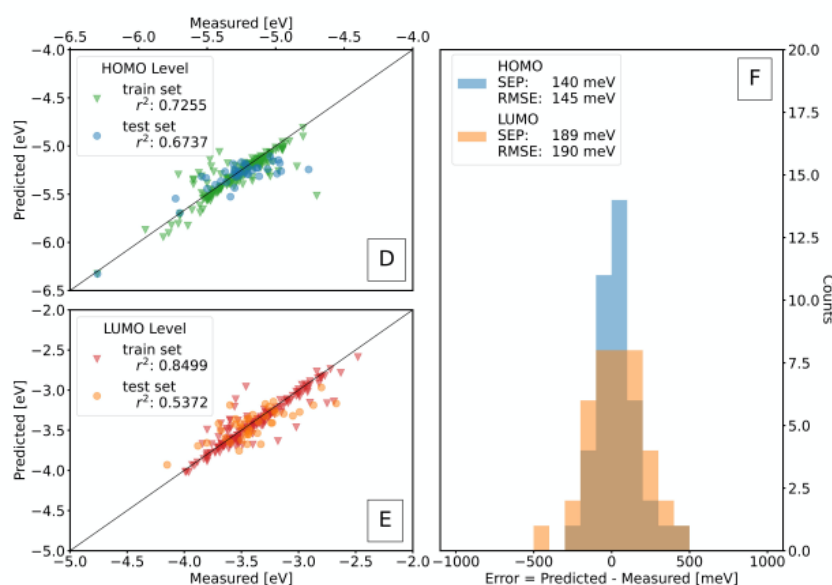 Measured [eV]
−6.5 −6.0 −5.5 −5.0 −4.5 −4.0
−4.0
−4.5
−5.0
−5.5
−6.0
−6.5
Predicted [eV]
HOMO Level
train set
r²: 0.7255
test set
r²: 0.6737
D
−2.0
−2.5
−3.0
−3.5
−4.0
−4.5
−5.0
Predicted [eV]
LUMO Level
train set
r²: 0.8499
test set
r²: 0.5372
E
−5.0 −4.5 −4.0 −3.5 −3.0 −2.5 −2.0
Measured [eV]
HOMO
SEP: 140 meV
RMSE: 145 meV
LUMO
SEP: 189 meV
RMSE: 190 meV
F
20.0
17.5
15.0
12.5
10.0
7.5
5.0
2.5
0.0
Counts
−1000 −500 0 500 1000
Error = Predicted - Measured [meV]